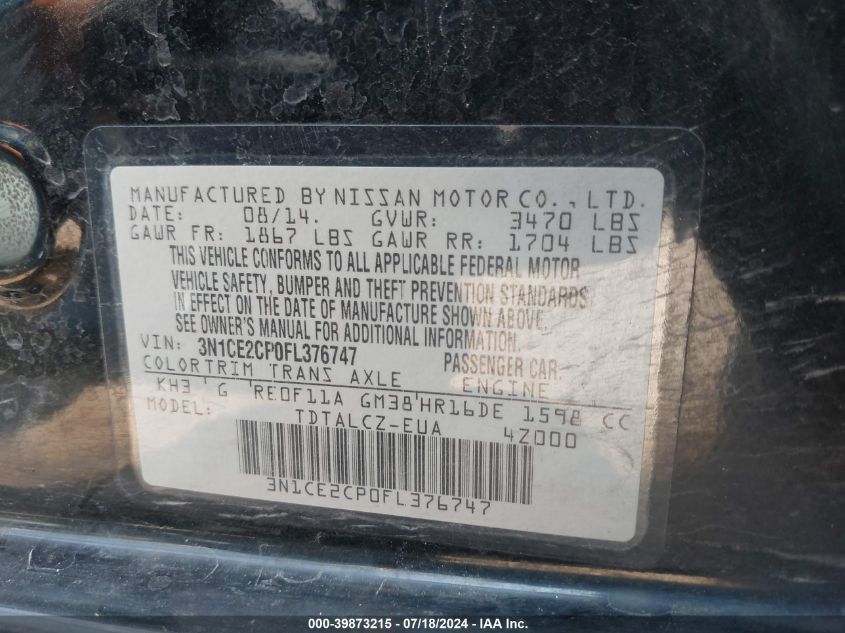 MANUFACTURED BY NISSAN MOTOR CO., LTD.
DATE: 08/14. GVWR: 3470 LBS
GAWR FR: 1867 LBS GAWR RR: 1704 LBS
THIS VEHICLE CONFORMS TO ALL APPLICABLE FEDERAL MOTOR
VEHICLE SAFETY, BUMPER AND THEFT PREVENTION STANDARDS
IN EFFECT ON THE DATE OF MANUFACTURE SHOWN ABOVE.
SEE OWNER'S MANUAL FOR ADDITIONAL INFORMATION.
VIN: 3N1CE2CP0FL376747 PASSENGER CAR.
COLORTRIM TRANS AXLE ENGINE
KH3 ' G 'RE0F11A GM38'HR16DE 1598 CC
MODEL: TDTALCZ-EUA 42000
3N1CE2CP0FL376747
000-39873215 - 07/18/2024 - © IAA Inc.